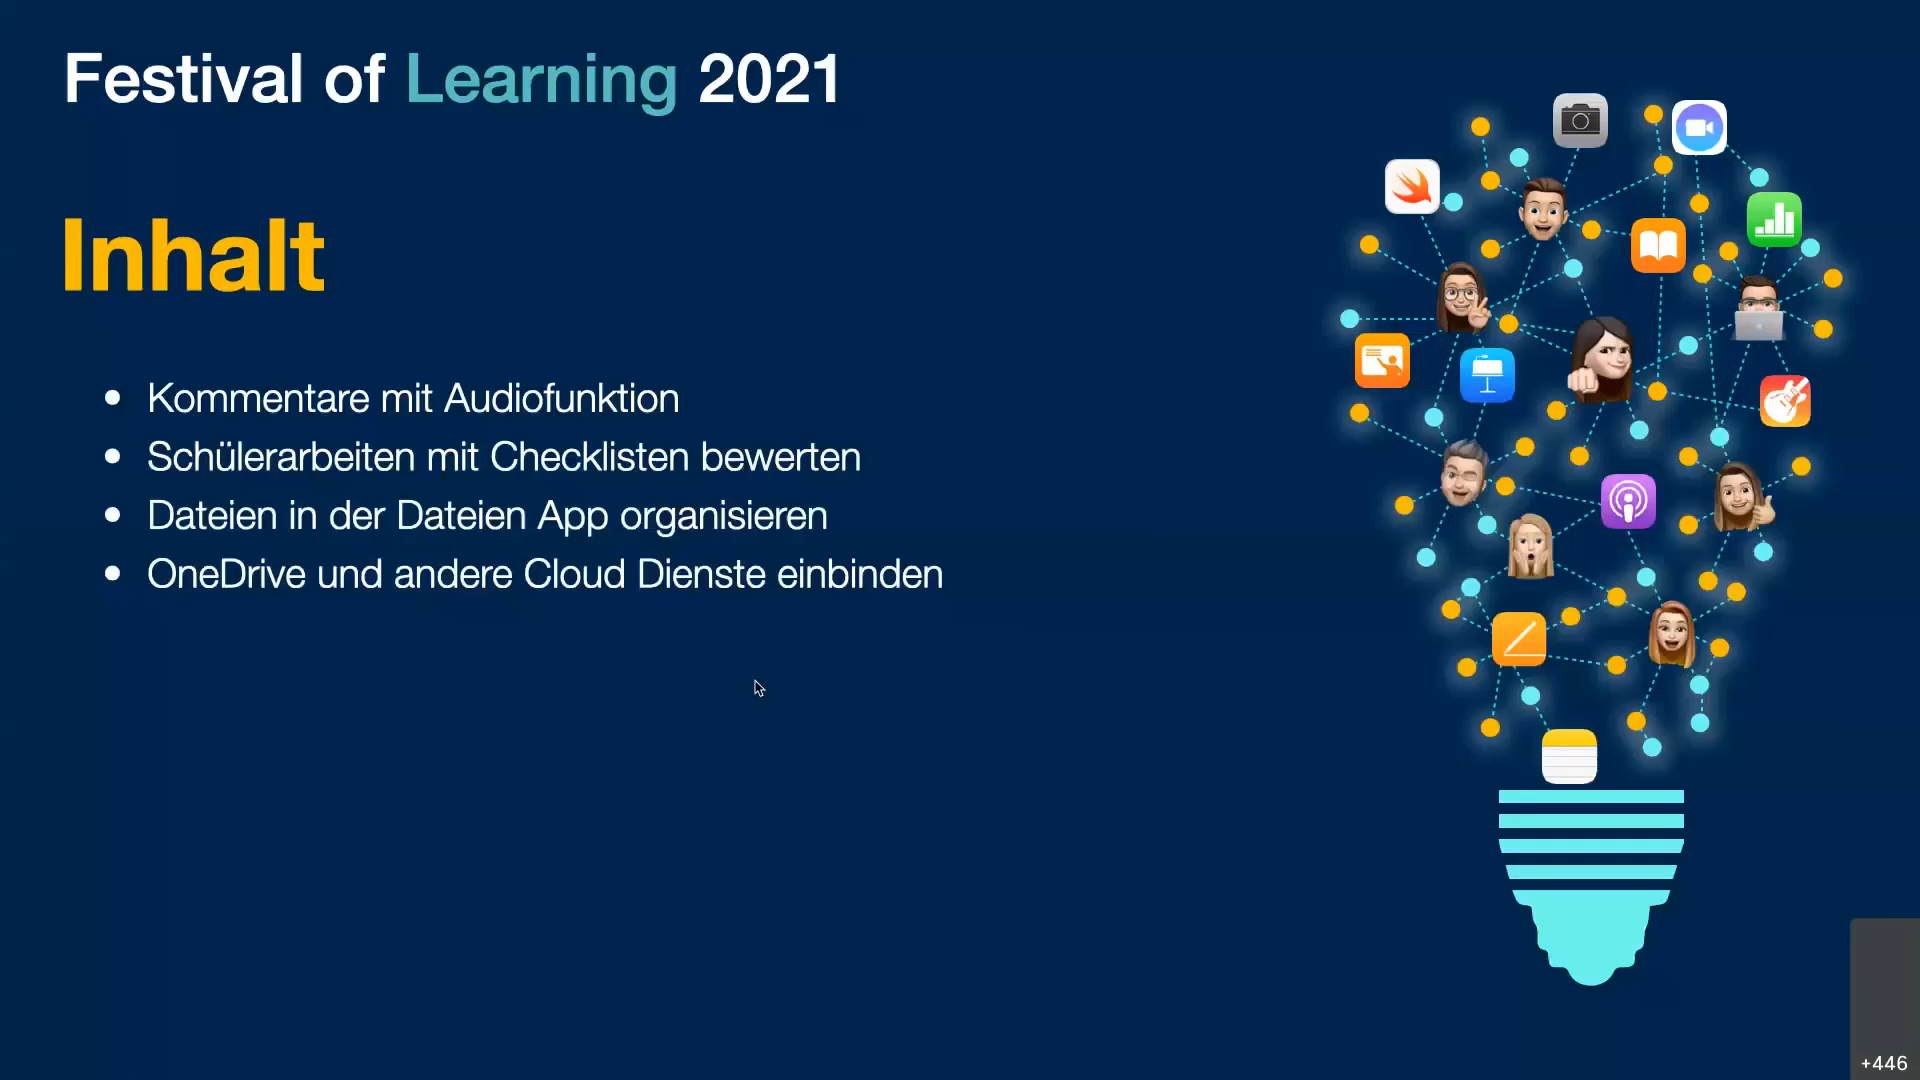 Festival of Learning 2021
Inhalt
• Kommentare mit Audiofunktion
• Schülerarbeiten mit Checklisten bewerten
• Dateien in der Dateien App organisieren
• OneDrive und andere Cloud Dienste einbinden
+446